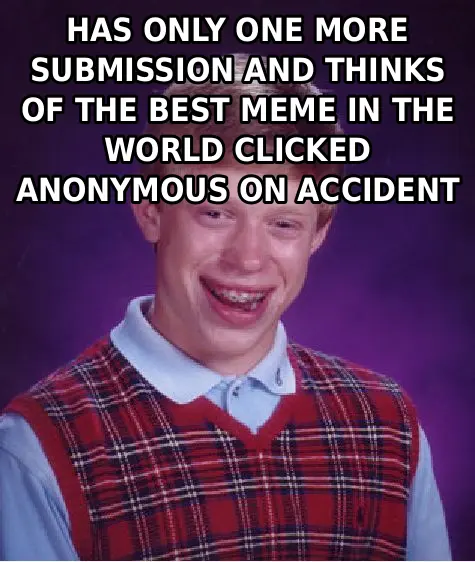 HAS ONLY ONE MORE
SUBMISSION AND THINKS
OF THE BEST MEME IN THE
WORLD CLICKED
ANONYMOUS ON ACCIDENT